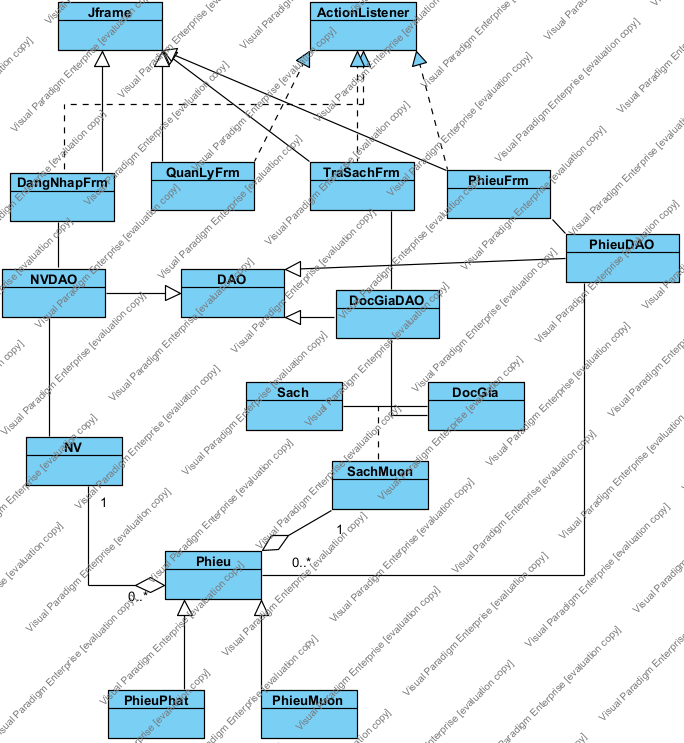 Jframe
ActionListener
DangNhapFrm
QuanLyFrm
TraSachFrm
PhieuFrm
PhieuDAO
NVDAO
DAO
DocGiaDAO
Sach
DocGia
NV
SachMuon
1
1
Phieu
0..*
0..*
PhieuPhat
PhieuMuon
Visual Paradigm Enterprise [evaluation copy]